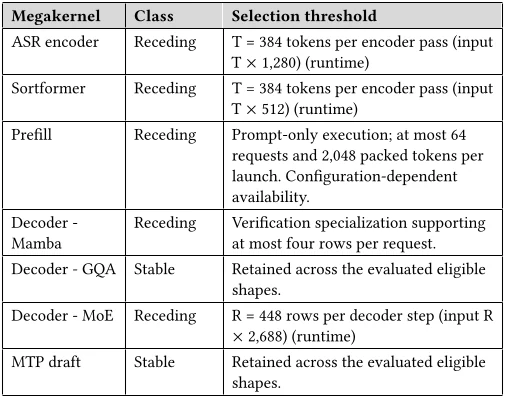 Megakernel Class Selection threshold
ASR encoder Receding T = 384 tokens per encoder pass (input
T × 1,280) (runtime)
Sortformer Receding T = 384 tokens per encoder pass (input
T × 512) (runtime)
Prefill Receding Prompt-only execution; at most 64
requests and 2,048 packed tokens per
launch. Configuration-dependent
availability.
Decoder - Receding Verification specialization supporting
Mamba at most four rows per request.
Decoder - GQA Stable Retained across the evaluated eligible
shapes.
Decoder - MoE Receding R = 448 rows per decoder step (input R
× 2,688) (runtime)
MTP draft Stable Retained across the evaluated eligible
shapes.